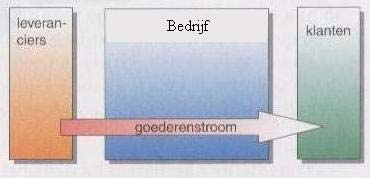 leveran-
ciers
Bedrijf
klanten
goederenstroom